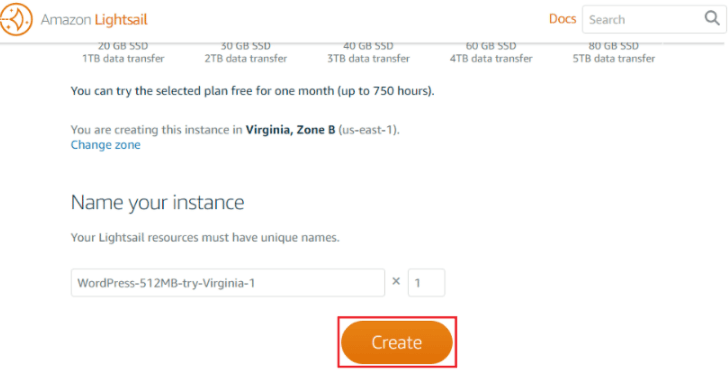 Amazon Lightsail
Docs
Search
20 GB SSD 30 GB SSD 40 GB SSD 60 GB SSD 80 GB SSD
1TB data transfer 2TB data transfer 3TB data transfer 4TB data transfer 5TB data transfer
You can try the selected plan free for one month (up to 750 hours).
You are creating this instance in Virginia, Zone B (us-east-1).
Change zone
Name your instance
Your Lightsail resources must have unique names.
WordPress-512MB-try-Virginia-1 × 1
Create